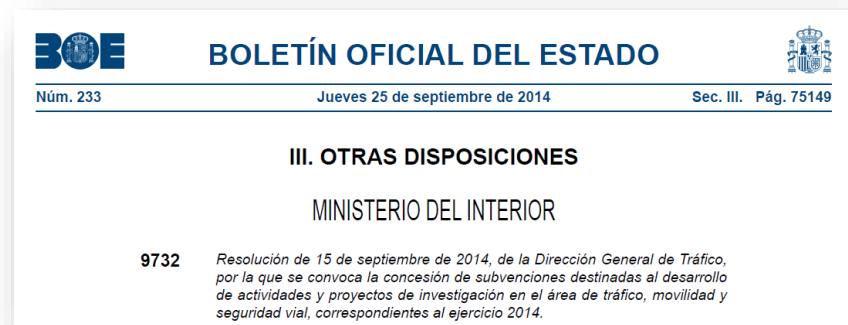 BOE
BOLETÍN OFICIAL DEL ESTADO
Núm. 233 Jueves 25 de septiembre de 2014 Sec. III. Pág. 75149
III. OTRAS DISPOSICIONES
MINISTERIO DEL INTERIOR
9732 Resolución de 15 de septiembre de 2014, de la Dirección General de Tráfico,
por la que se convoca la concesión de subvenciones destinadas al desarrollo
de actividades y proyectos de investigación en el área de tráfico, movilidad y
seguridad vial, correspondientes al ejercicio 2014.